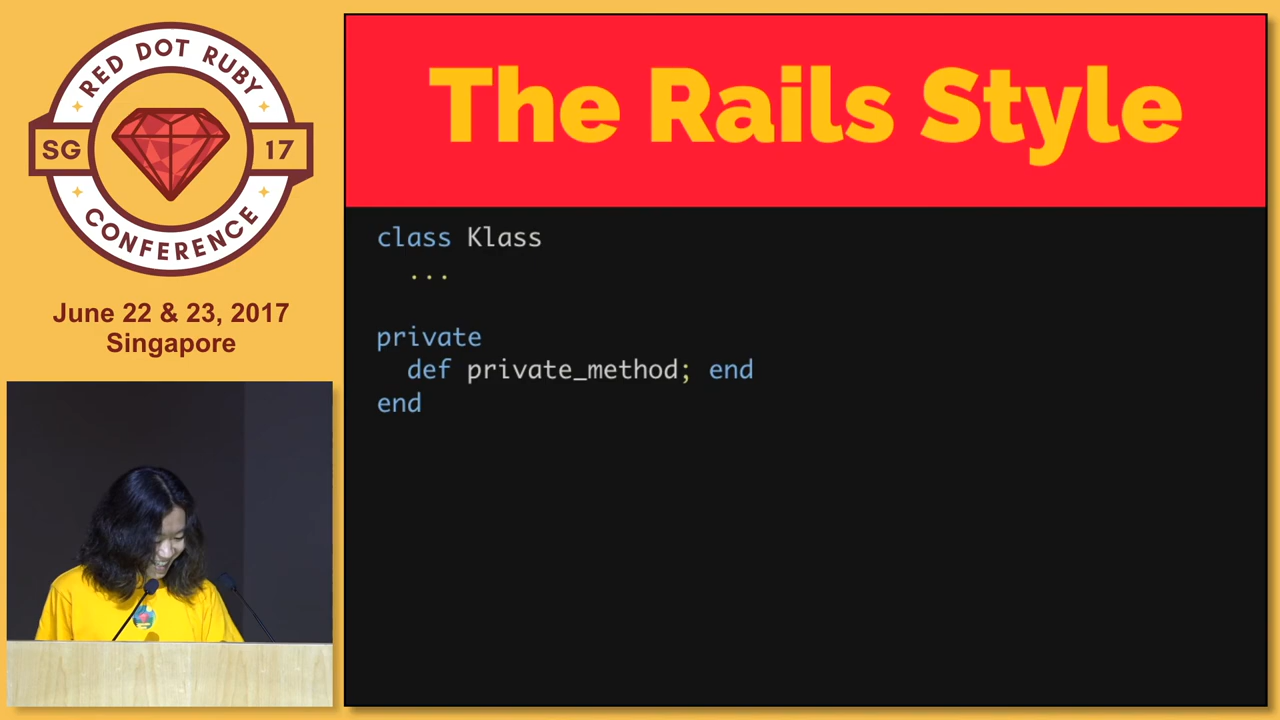 RED DOT RUBY
SG 17
CONFERENCE
June 22 & 23, 2017
Singapore
The Rails Style
class Klass
...
private
def private_method; end
end